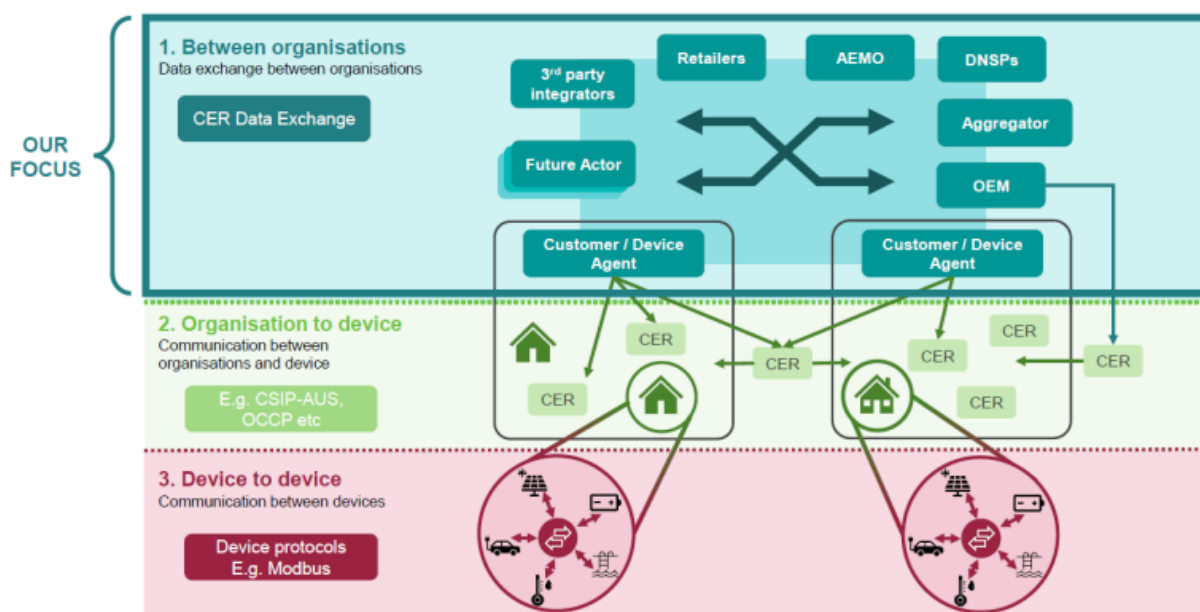 OUR
FOCUS
1. Between organisations
Data exchange between organisations
CER Data Exchange
3rd party
integrators
Retailers
AEMO
DNSPs
Aggregator
Future Actor
OEM
Customer / Device
Agent
Customer / Device
Agent
2. Organisation to device
Communication between
organisations and device
E.g. CSIP-AUS,
OCCP etc
CER
CER
CER
CER
CER
CER
CER
3. Device to device
Communication between devices
Device protocols
E.g. Modbus